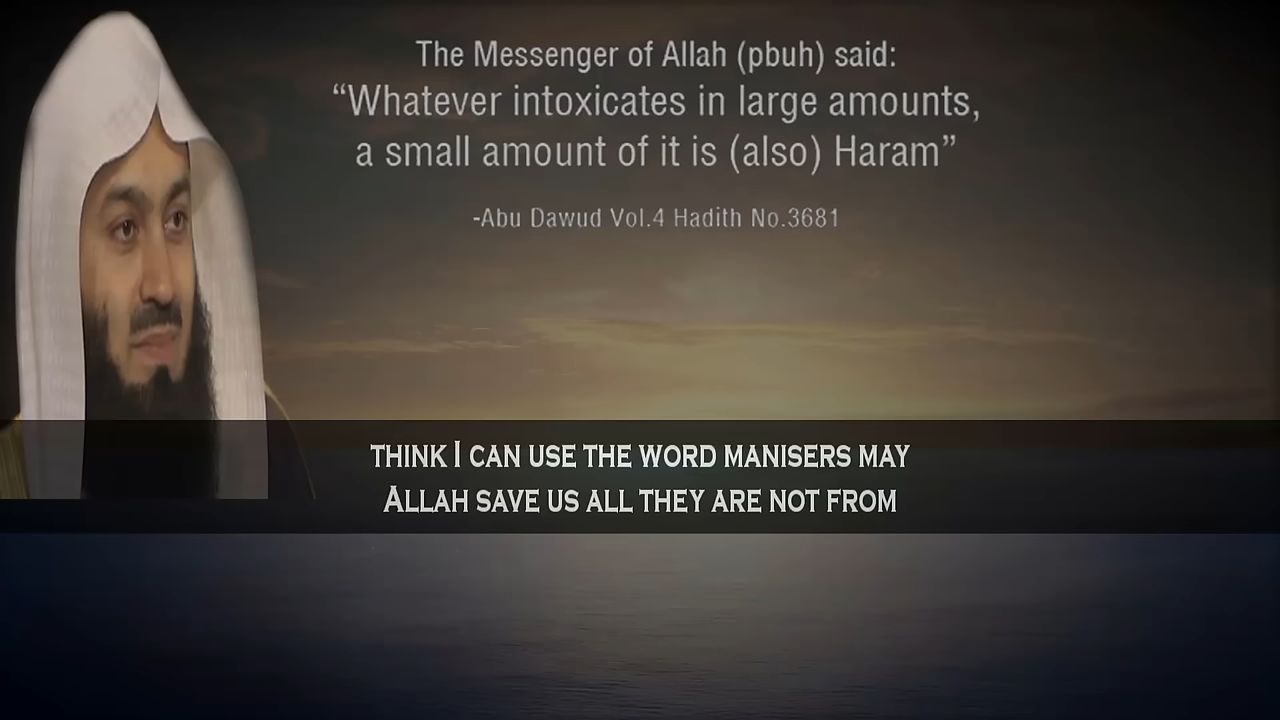 The Messenger of Allah (pbuh) said:
“Whatever intoxicates in large amounts,
a small amount of it is (also) Haram”
-Abu Dawud Vol.4 Hadith No.3681
THINK I CAN USE THE WORD MANISERS MAY
ALLAH SAVE US ALL THEY ARE NOT FROM